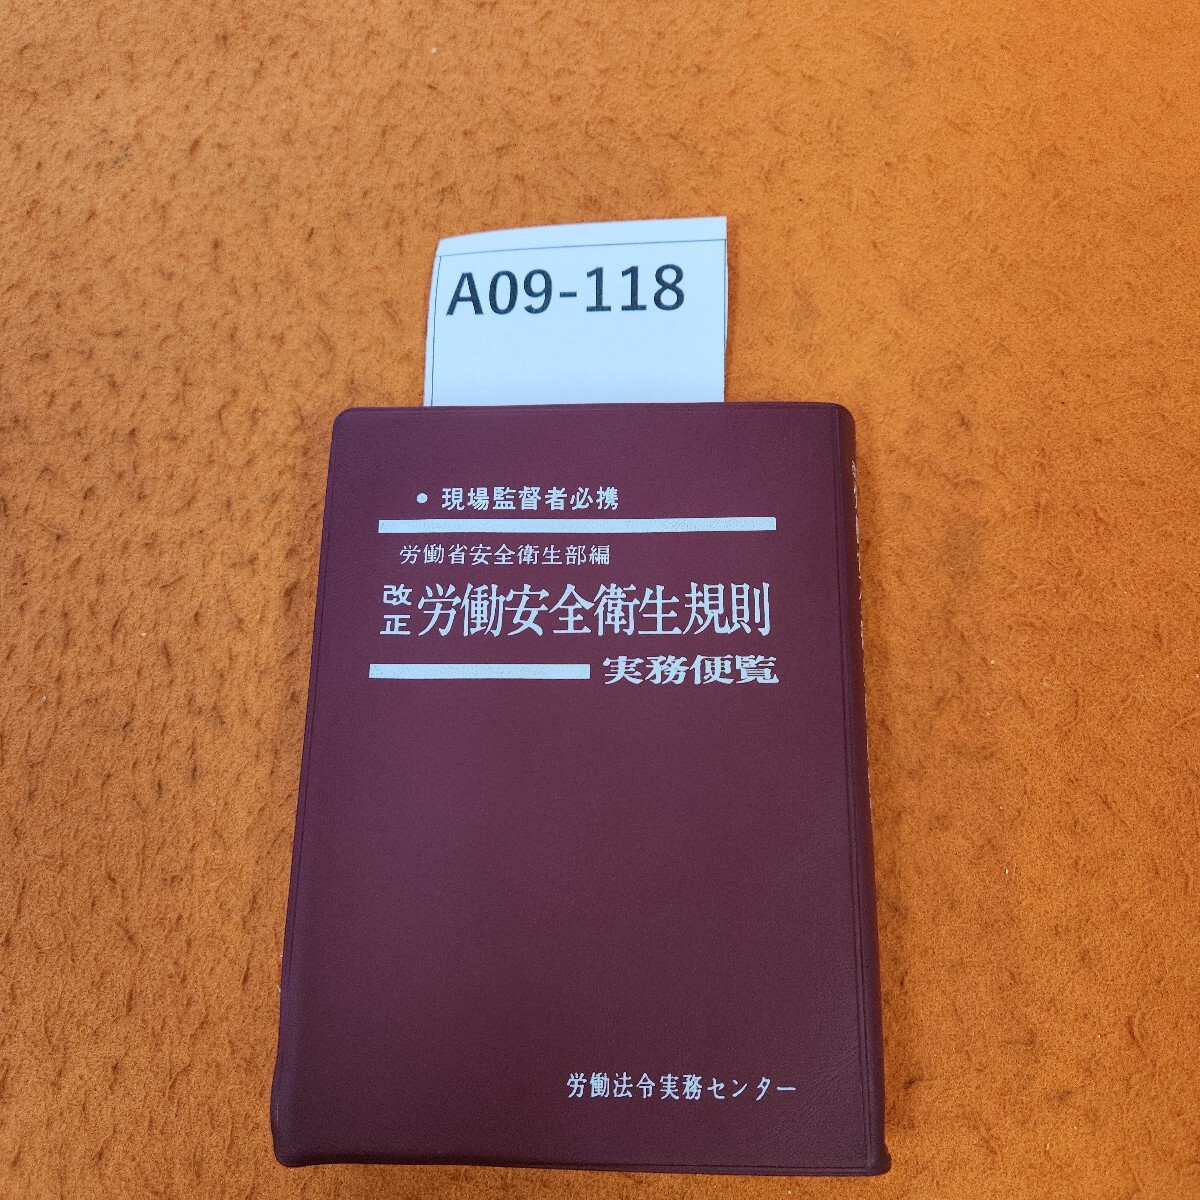 A09-118
● 現場監督者必携
労働省安全衛生部編
改正 労働安全衛生規則
実務便覧
労働法令実務センター